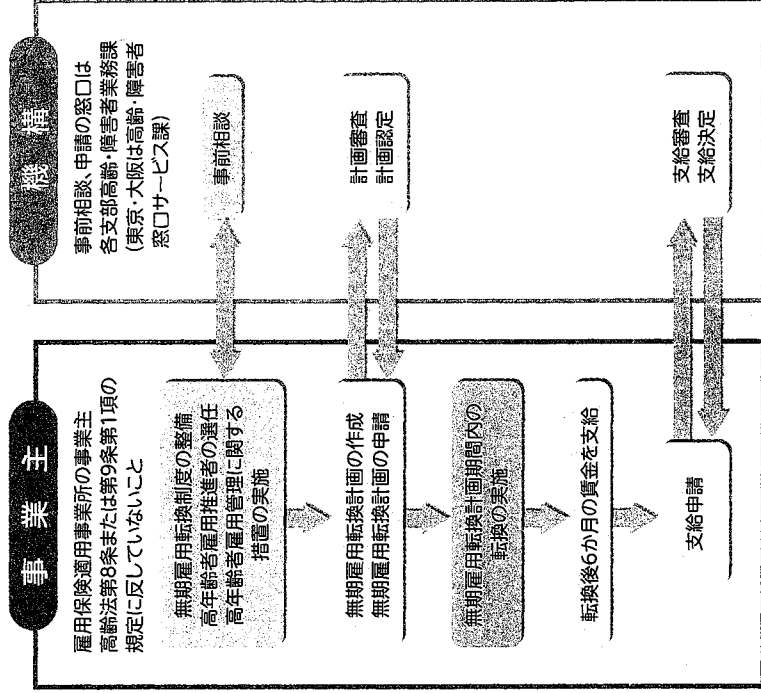 事業主
雇用保険適用事業所の事業主
高齢法第8条または第9条第1項の
規定に反していないこと
無期雇用転換制度の整備
高年齢者雇用推進者の選任
高年齢者雇用管理に関する
措置の実施
無期雇用転換計画の作成
無期雇用転換計画の申請
無期雇用転換計画期間内の
転換の実施
転換後6か月の賃金を支給
支給申請
機構
事前相談、申請の窓口は
各支部高齢・障害者業務課
(東京・大阪は高齢・障害者
窓口サービス課)
事前相談
計画審査
計画認定
支給審査
支給決定